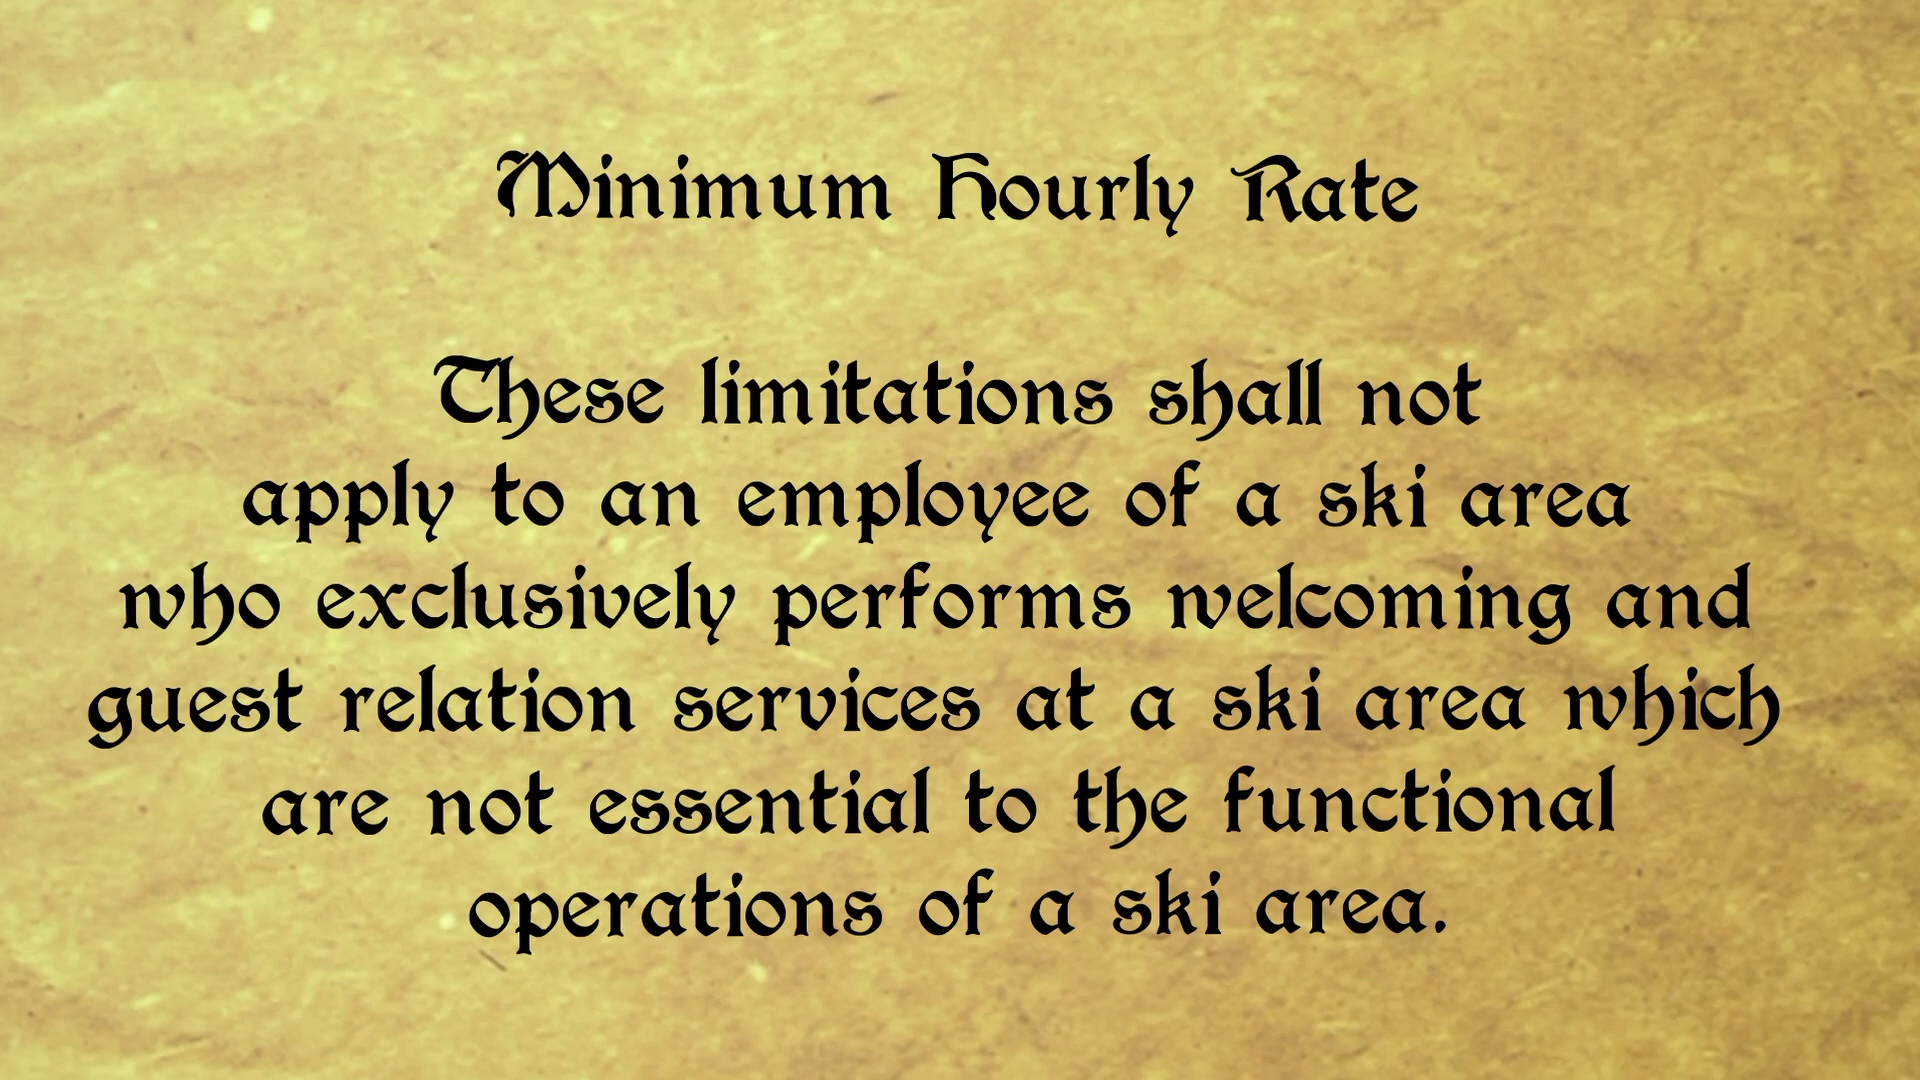 Minimum Hourly Rate
These limitations shall not
apply to an employee of a ski area
who exclusively performs welcoming and
guest relation services at a ski area which
are not essential to the functional
operations of a ski area.